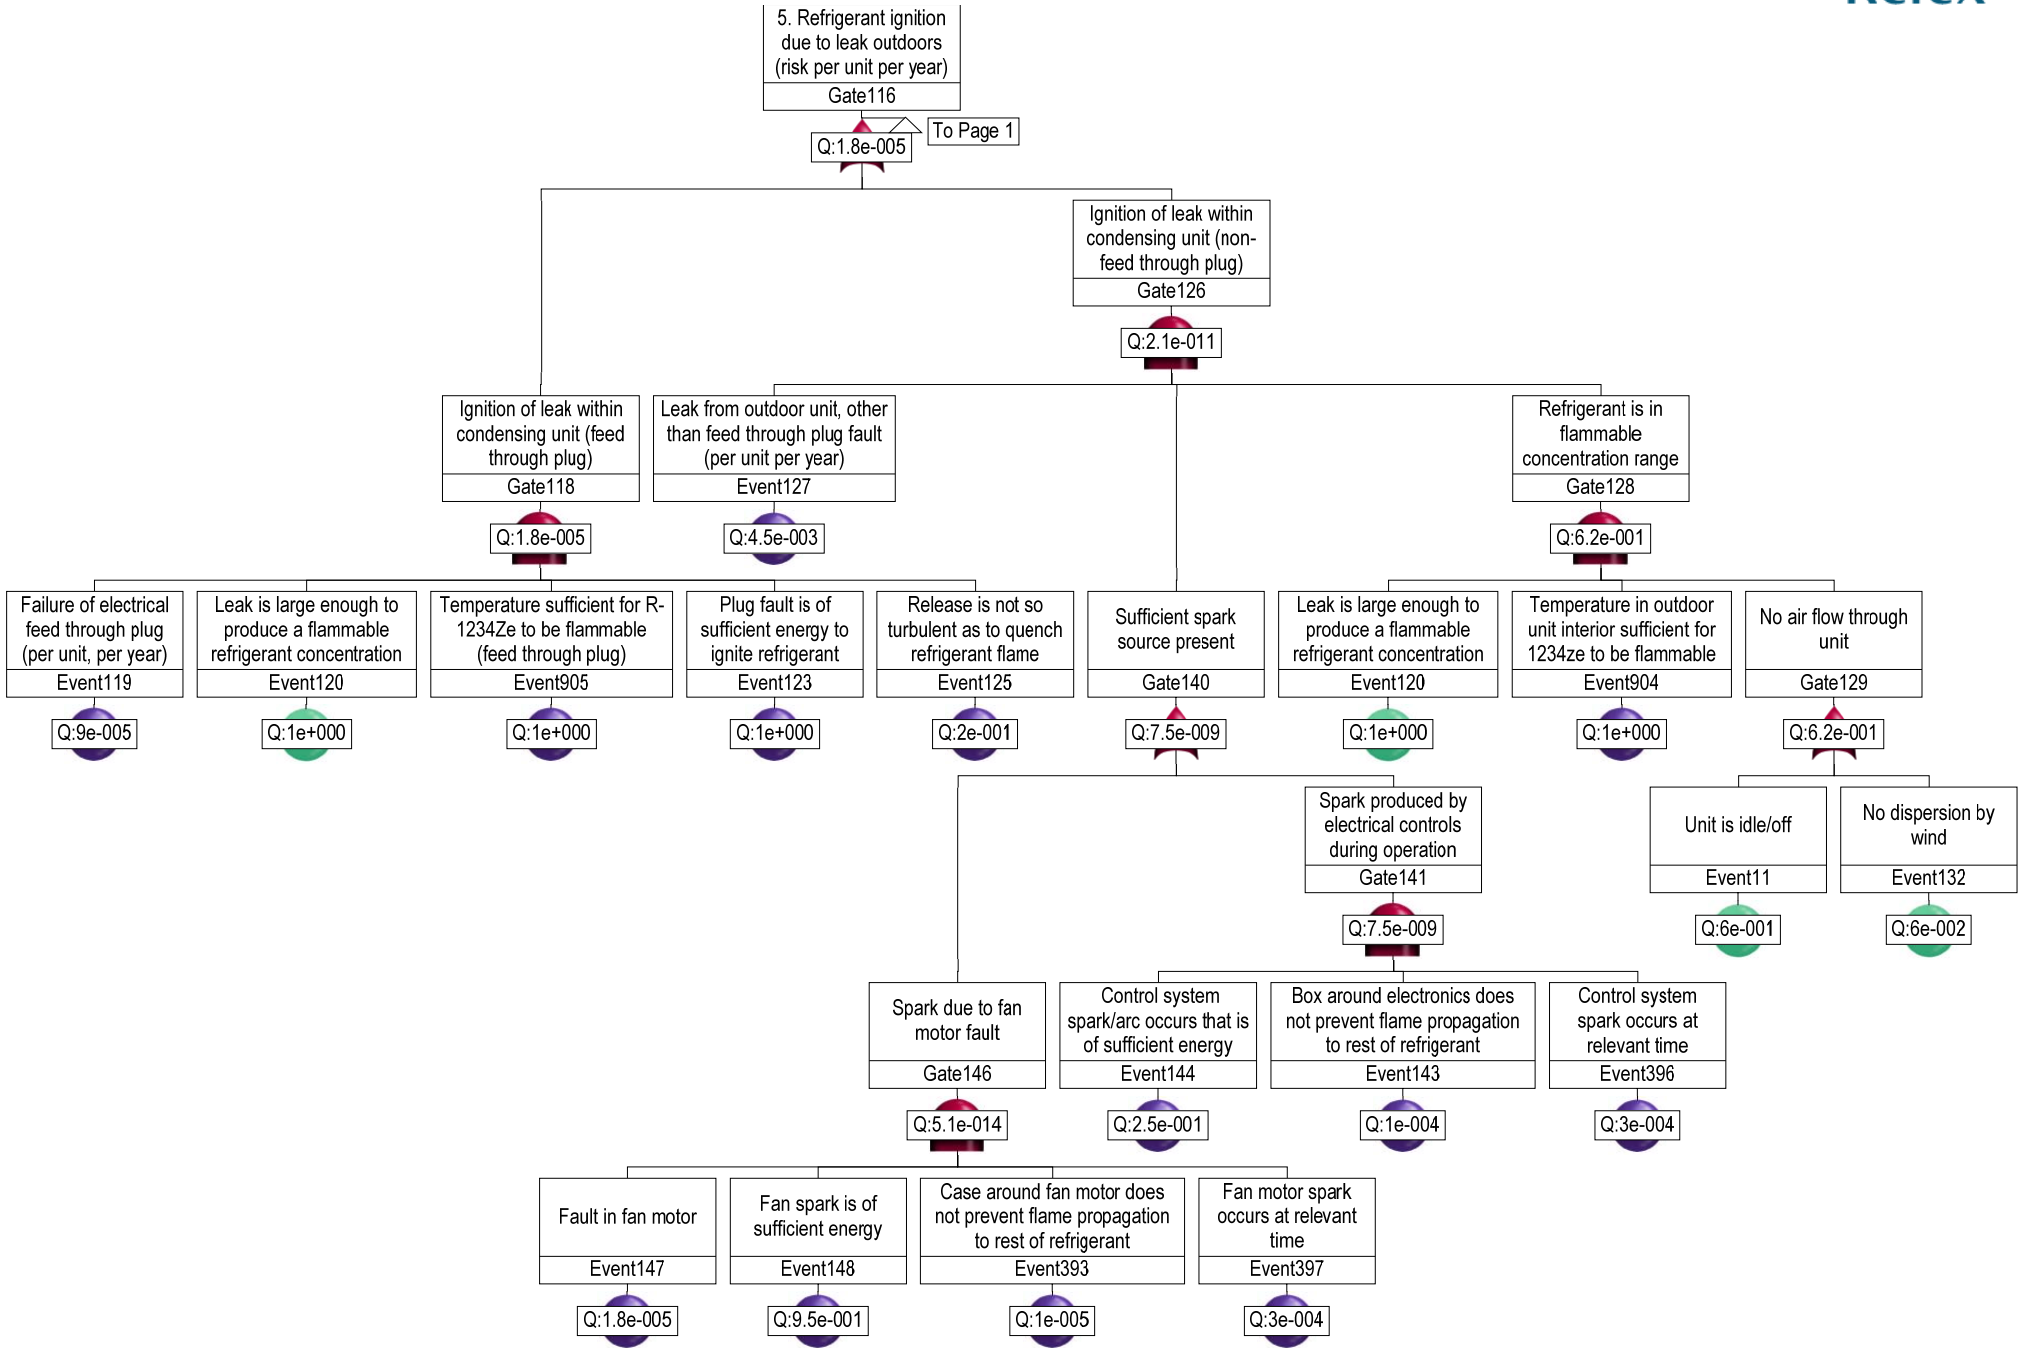 5. Refrigerant ignition
due to leak outdoors
(risk per unit per year)
Gate116
To Page 1
Q:1.8e-005
Ignition of leak within
condensing unit (non-
feed through plug)
Gate126
Q:2.1e-011
Ignition of leak within
condensing unit (feed
through plug)
Gate118
Q:1.8e-005
Leak from outdoor unit, other
than feed through plug fault
(per unit per year)
Event127
Q:4.5e-003
Refrigerant is in
flammable
concentration range
Gate128
Q:6.2e-001
Failure of electrical
feed through plug
(per unit, per year)
Event119
Q:9e-005
Leak is large enough to
produce a flammable
refrigerant concentration
Event120
Q:1e+000
Temperature sufficient for R-
1234Ze to be flammable
(feed through plug)
Event905
Q:1e+000
Plug fault is of
sufficient energy to
ignite refrigerant
Event123
Q:1e+000
Release is not so
turbulent as to quench
refrigerant flame
Event125
Q:2e-001
Sufficient spark
source present
Gate140
Q:7.5e-009
Leak is large enough to
produce a flammable
refrigerant concentration
Event120
Q:1e+000
Temperature in outdoor
unit interior sufficient for
1234ze to be flammable
Event904
Q:1e+000
No air flow through
unit
Gate129
Q:6.2e-001
Spark produced by
electrical controls
during operation
Gate141
Q:7.5e-009
Unit is idle/off
Event11
Q:6e-001
No dispersion by
wind
Event132
Q:6e-002
Spark due to fan
motor fault
Gate146
Q:5.1e-014
Control system
spark/arc occurs that is
of sufficient energy
Event144
Q:2.5e-001
Box around electronics does
not prevent flame propagation
to rest of refrigerant
Event143
Q:1e-004
Control system
spark occurs at
relevant time
Event396
Q:3e-004
Fault in fan motor
Event147
Q:1.8e-005
Fan spark is of
sufficient energy
Event148
Q:9.5e-001
Case around fan motor does
not prevent flame propagation
to rest of refrigerant
Event393
Q:1e-005
Fan motor spark
occurs at relevant
time
Event397
Q:3e-004